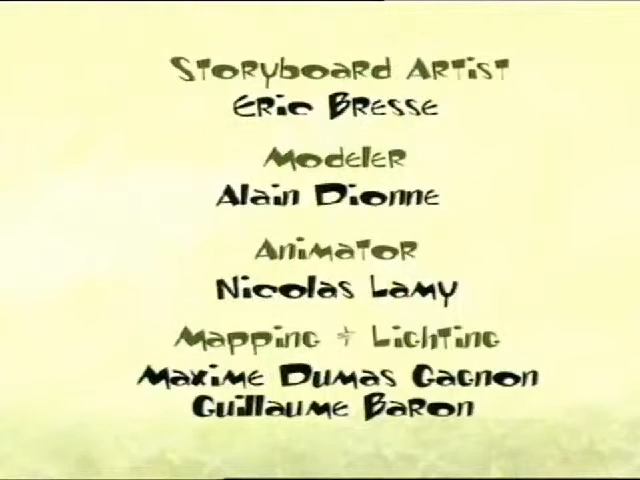 Storyboard Artist
Eric Bresse
Modeler
Alain Dionne
Animator
Nicolas Lamy
Mapping + Lighting
Maxime Dumas Gagnon
Guillaume Baron